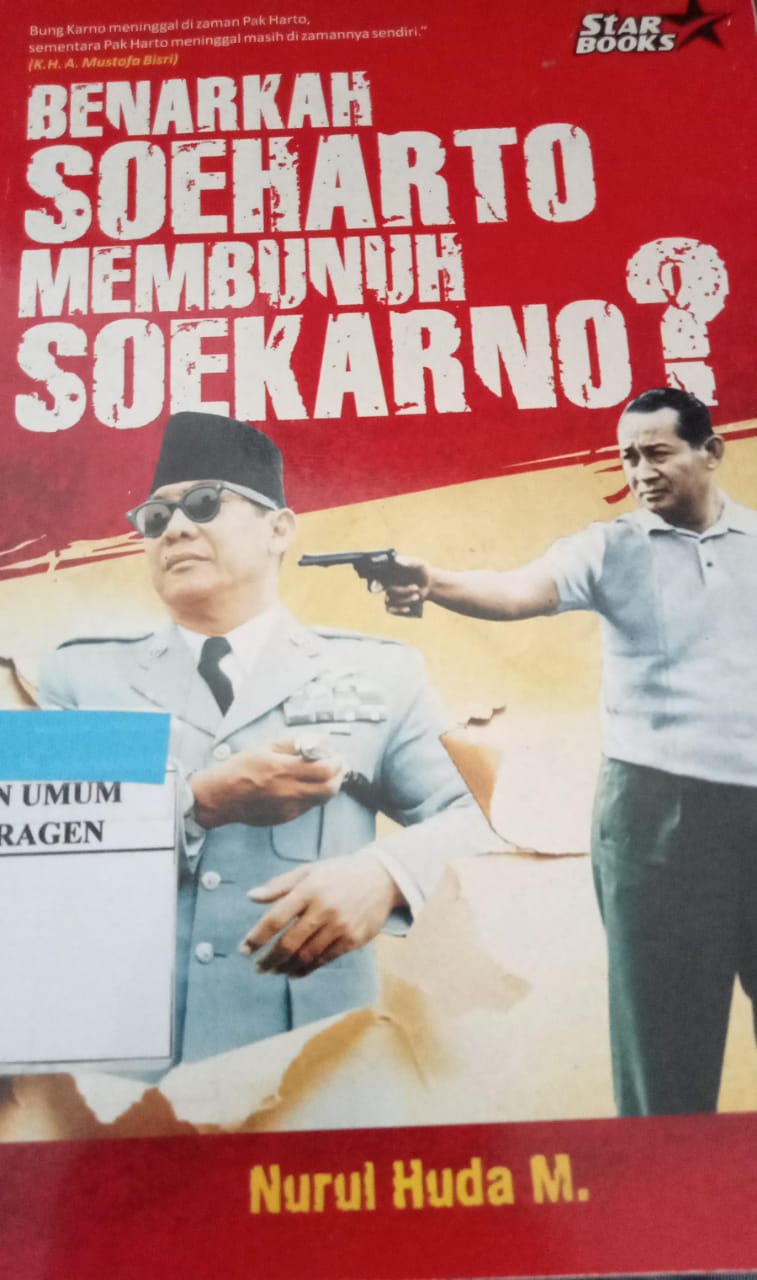 Bung Karno meninggal di zaman Pak Harto,
sementara Pak Harto meninggal masih di zamannya sendiri.”
(K.H. A. Mustofa Bisri)
STAR
BOOKS
BENARKAH
SOEHARTO
MEMBUNUH
SOEKARNO?
N UMUM
RAGEN
Nurul Huda M.